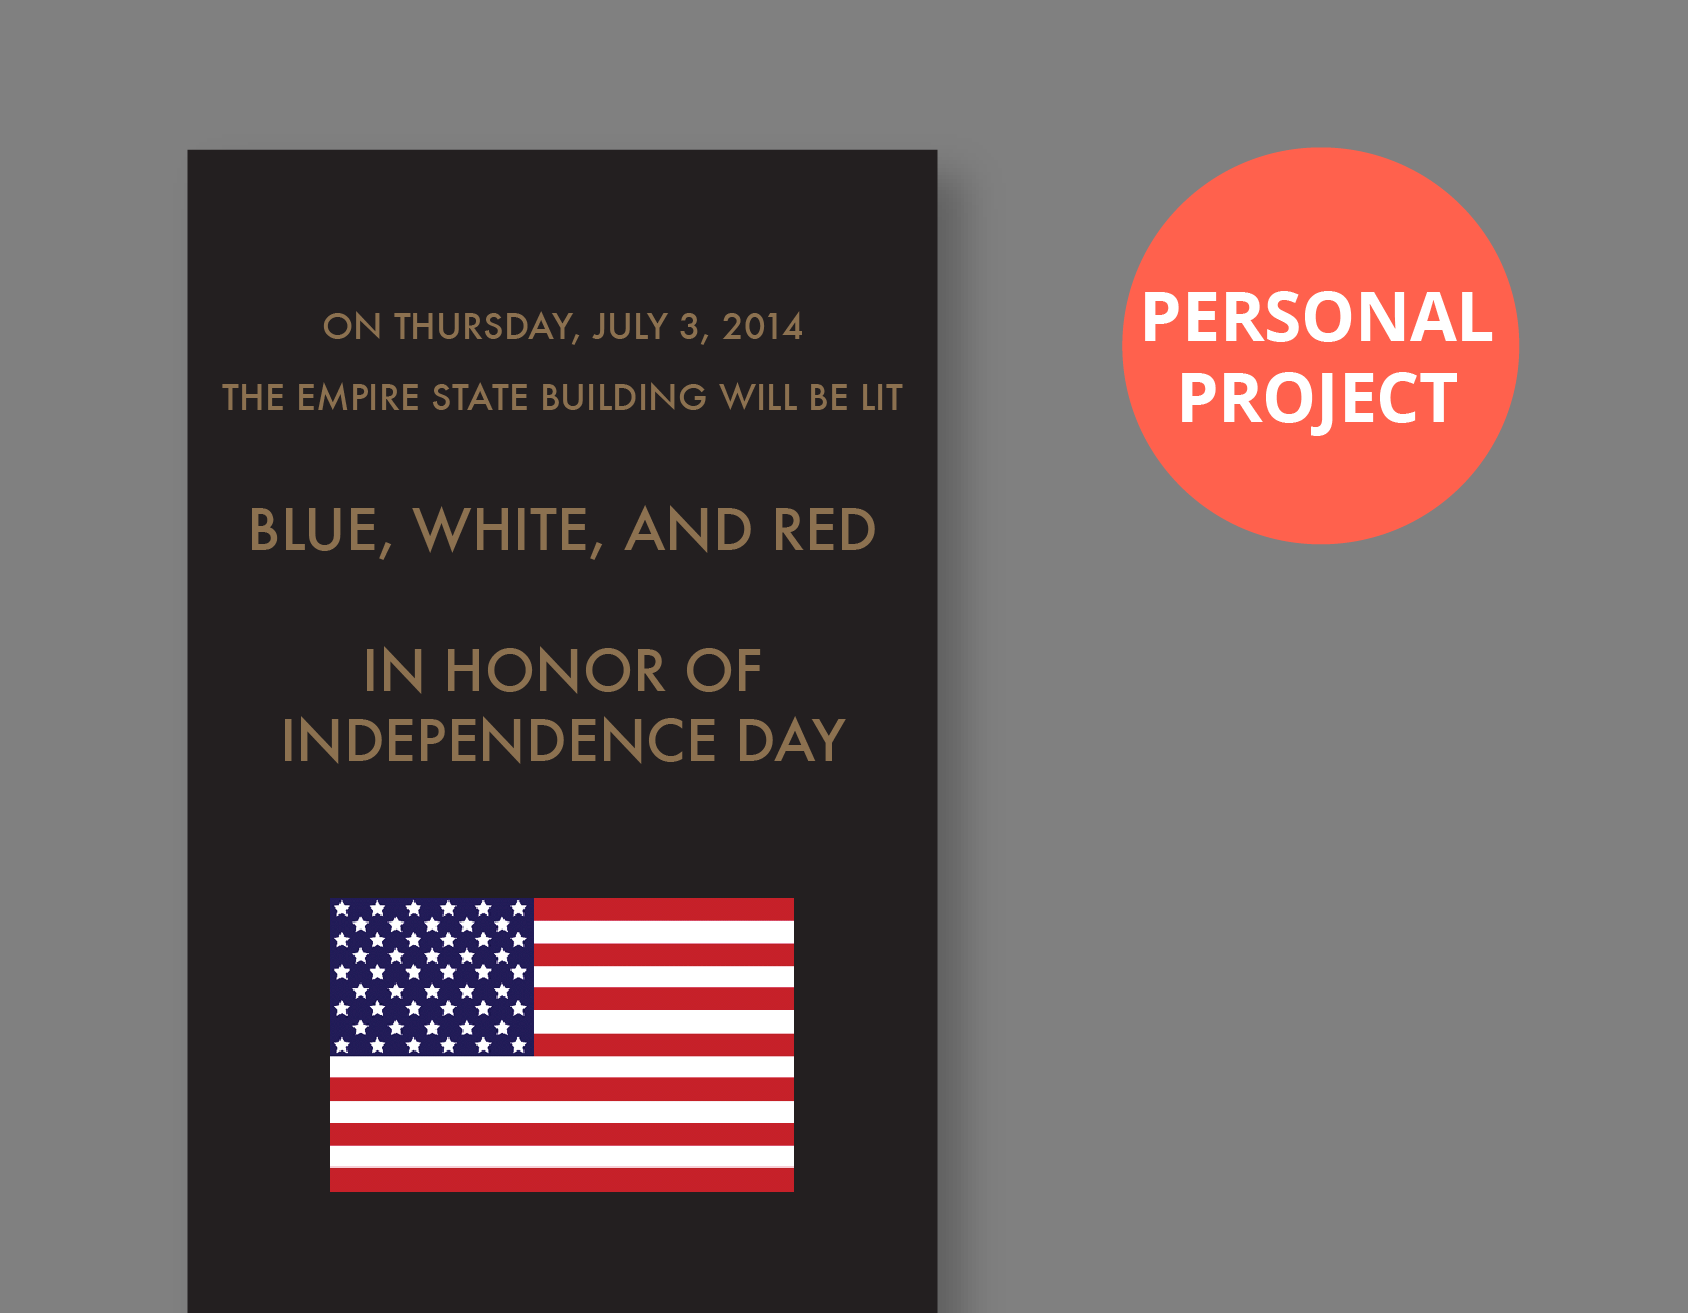 ON THURSDAY, JULY 3, 2014
THE EMPIRE STATE BUILDING WILL BE LIT
BLUE, WHITE, AND RED
IN HONOR OF
INDEPENDENCE DAY
PERSONAL
PROJECT